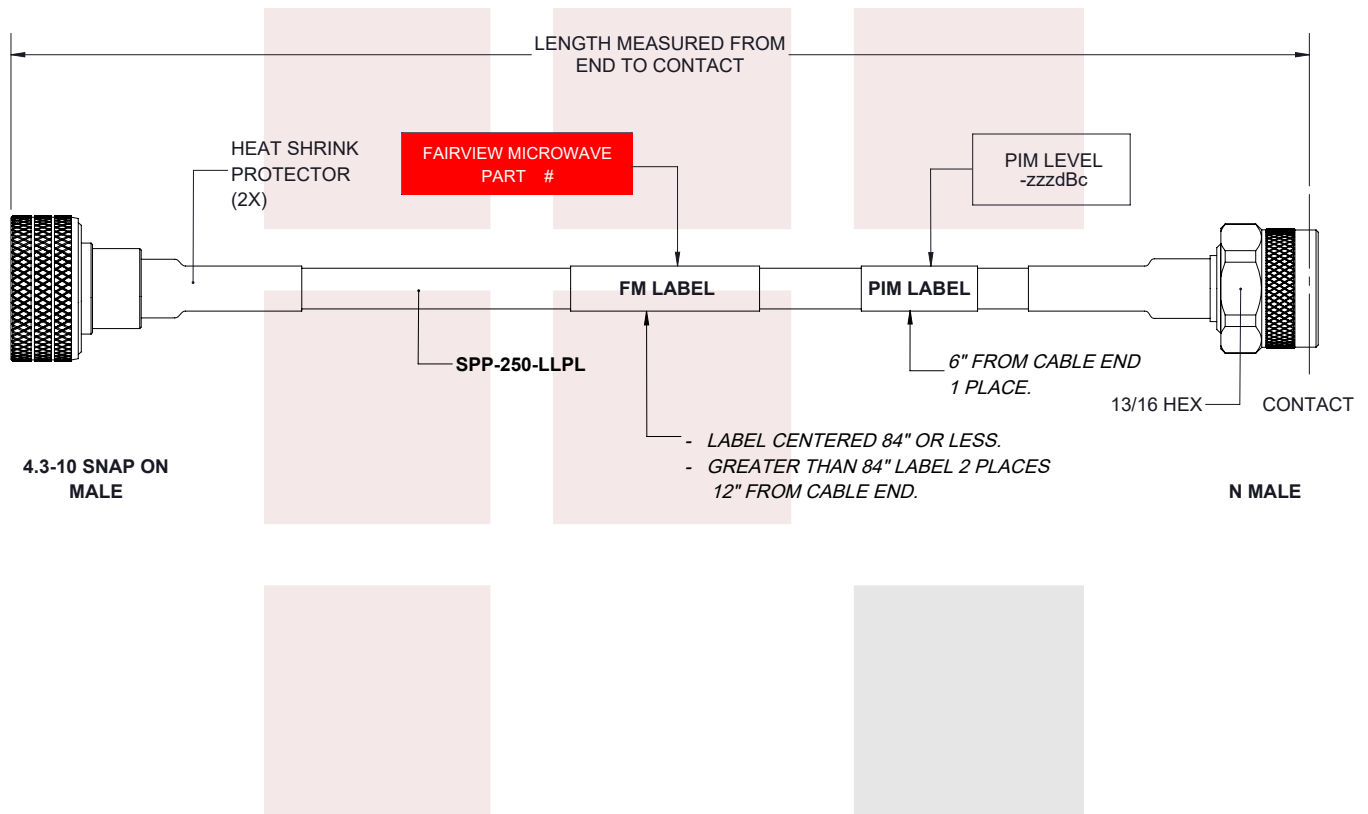 LENGTH MEASURED FROM
END TO CONTACT
HEAT SHRINK
PROTECTOR
(2X)
FAIRVIEW MICROWAVE
PART #
PIM LEVEL
-zzzdBc
FM LABEL
PIM LABEL
SPP-250-LLPL
6" FROM CABLE END
1 PLACE.
13/16 HEX
CONTACT
- LABEL CENTERED 84" OR LESS.
- GREATER THAN 84" LABEL 2 PLACES
12" FROM CABLE END.
4.3-10 SNAP ON
MALE
N MALE